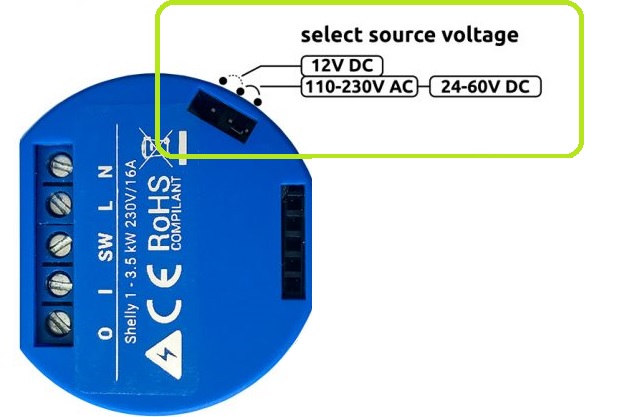 select source voltage
12V DC
110-230V AC
24-60V DC
O I SW L N
Shelly 1 - 3.5 kW 230V/16A
CE RoHS
COMPILANT